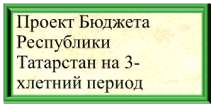 Проект Бюджета
Республики
Татарстан на 3-
хлетний период